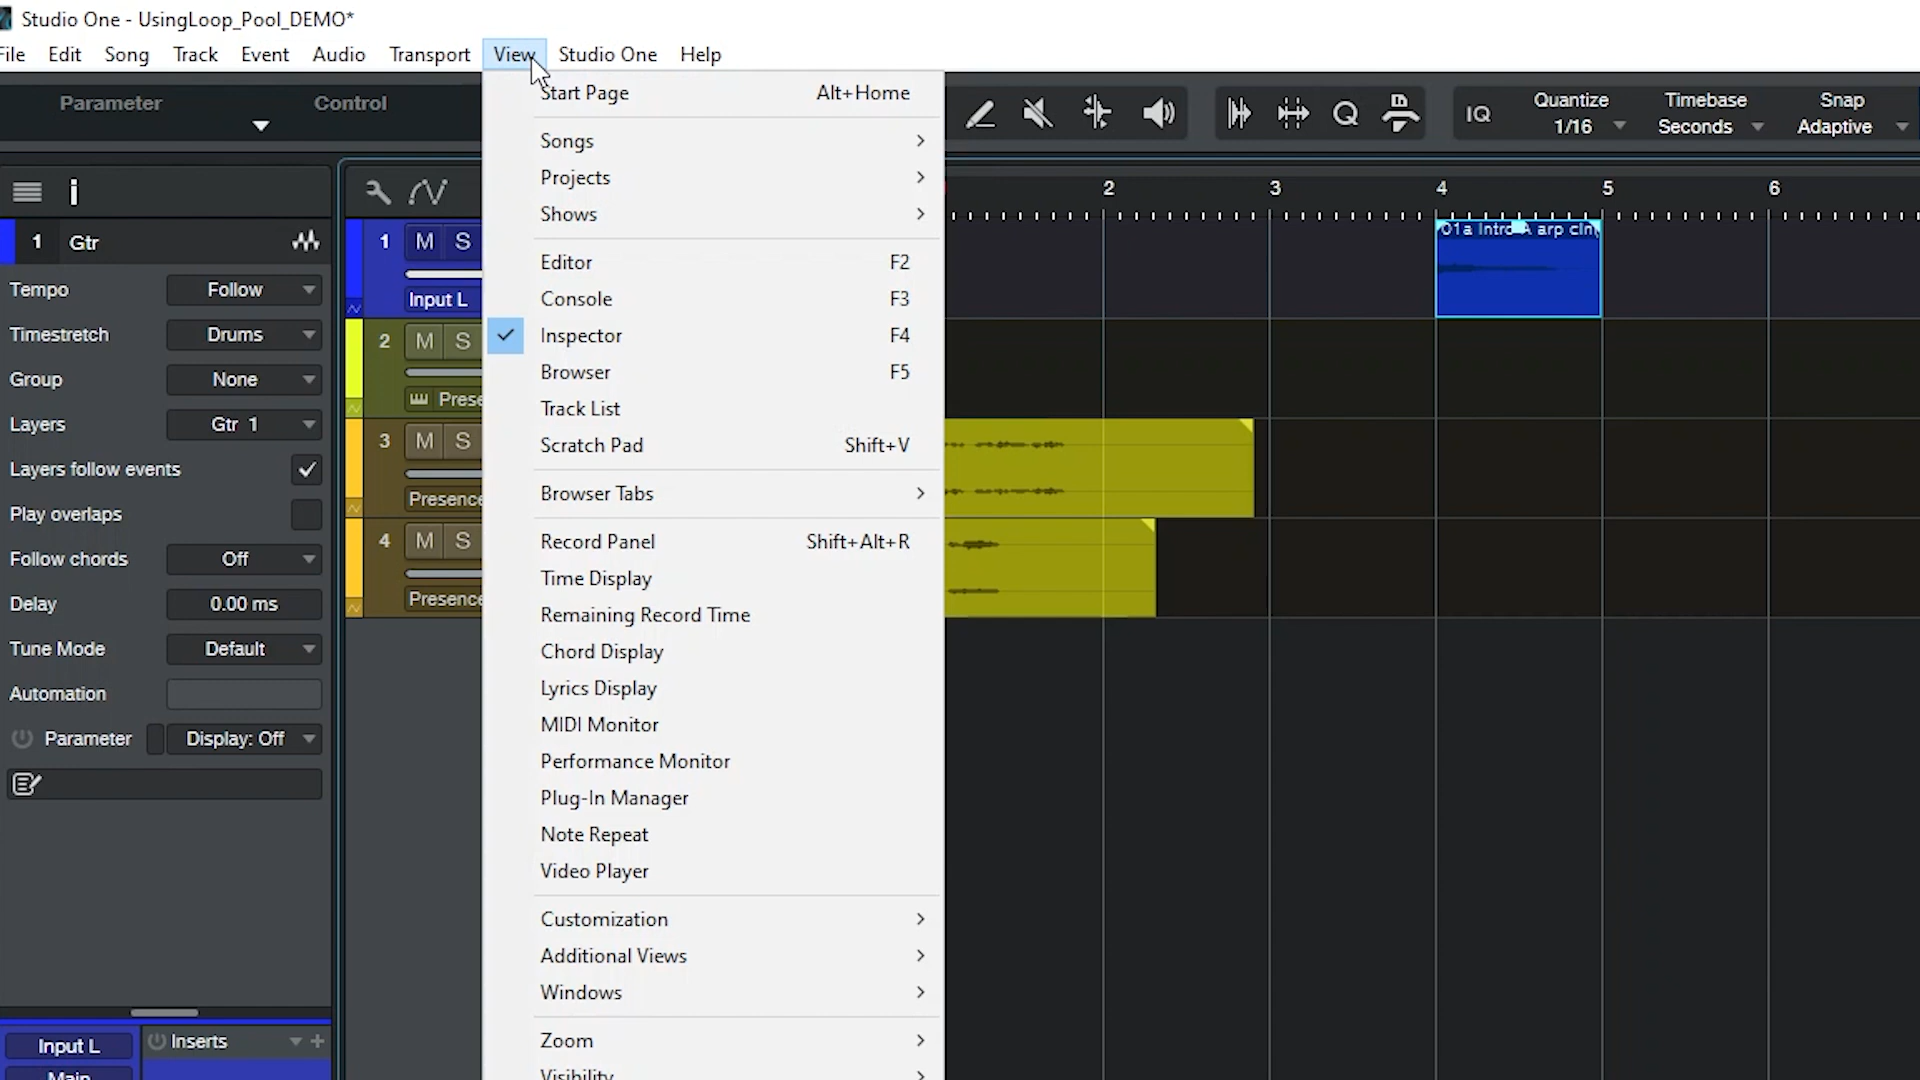 Studio One - UsingLoop_Pool_DEMO*
File Edit Song Track Event Audio Transport View Studio One Help
Parameter Control
IQ
Q
Quantize
1/16
Timebase
Seconds
Snap
Adaptive
i
2 3 4 5 6
1 Gtr
Tempo Follow
Timestretch Drums
Group None
Layers Gtr 1
Layers follow events
Play overlaps
Follow chords Off
Delay 0.00 ms
Tune Mode Default
Automation
Parameter Display: Off
Input L
Main
Inserts
1 M S
Input L
2 M S
Prese
3 M S
Presence
4 M S
Presence
01a Intro A arp cln
Start Page Alt+Home
Songs
Projects
Shows
Editor F2
Console F3
Inspector F4
Browser F5
Track List
Scratch Pad Shift+V
Browser Tabs
Record Panel Shift+Alt+R
Time Display
Remaining Record Time
Chord Display
Lyrics Display
MIDI Monitor
Performance Monitor
Plug-In Manager
Note Repeat
Video Player
Customization
Additional Views
Windows
Zoom
Visibility